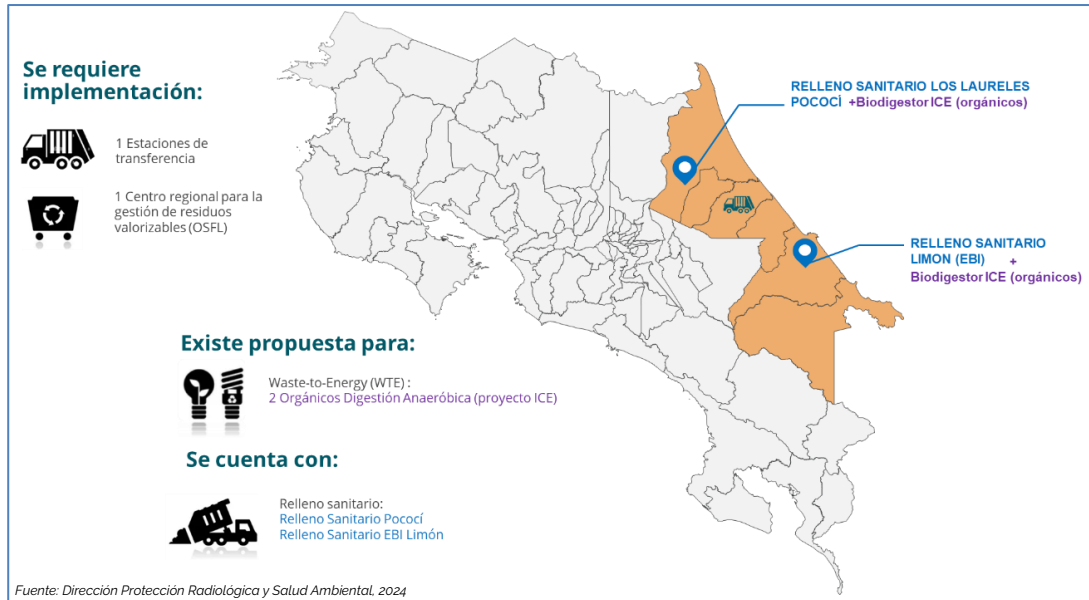 Se requiere
implementación:
1 Estaciones de
transferencia
1 Centro regional para la
gestión de residuos
valorizables (OSFL)
RELLENO SANITARIO LOS LAURELES
POCOCÌ +Biodigestor ICE (orgánicos)
RELLENO SANITARIO
LIMON (EBI) +
Biodigestor ICE (orgánicos)
Existe propuesta para:
Waste-to-Energy (WTE) :
2 Orgánicos Digestión Anaeróbica (proyecto ICE)
Se cuenta con:
Relleno sanitario:
Relleno Sanitario Pococí
Relleno Sanitario EBI Limón
Fuente: Dirección Protección Radiológica y Salud Ambiental, 2024